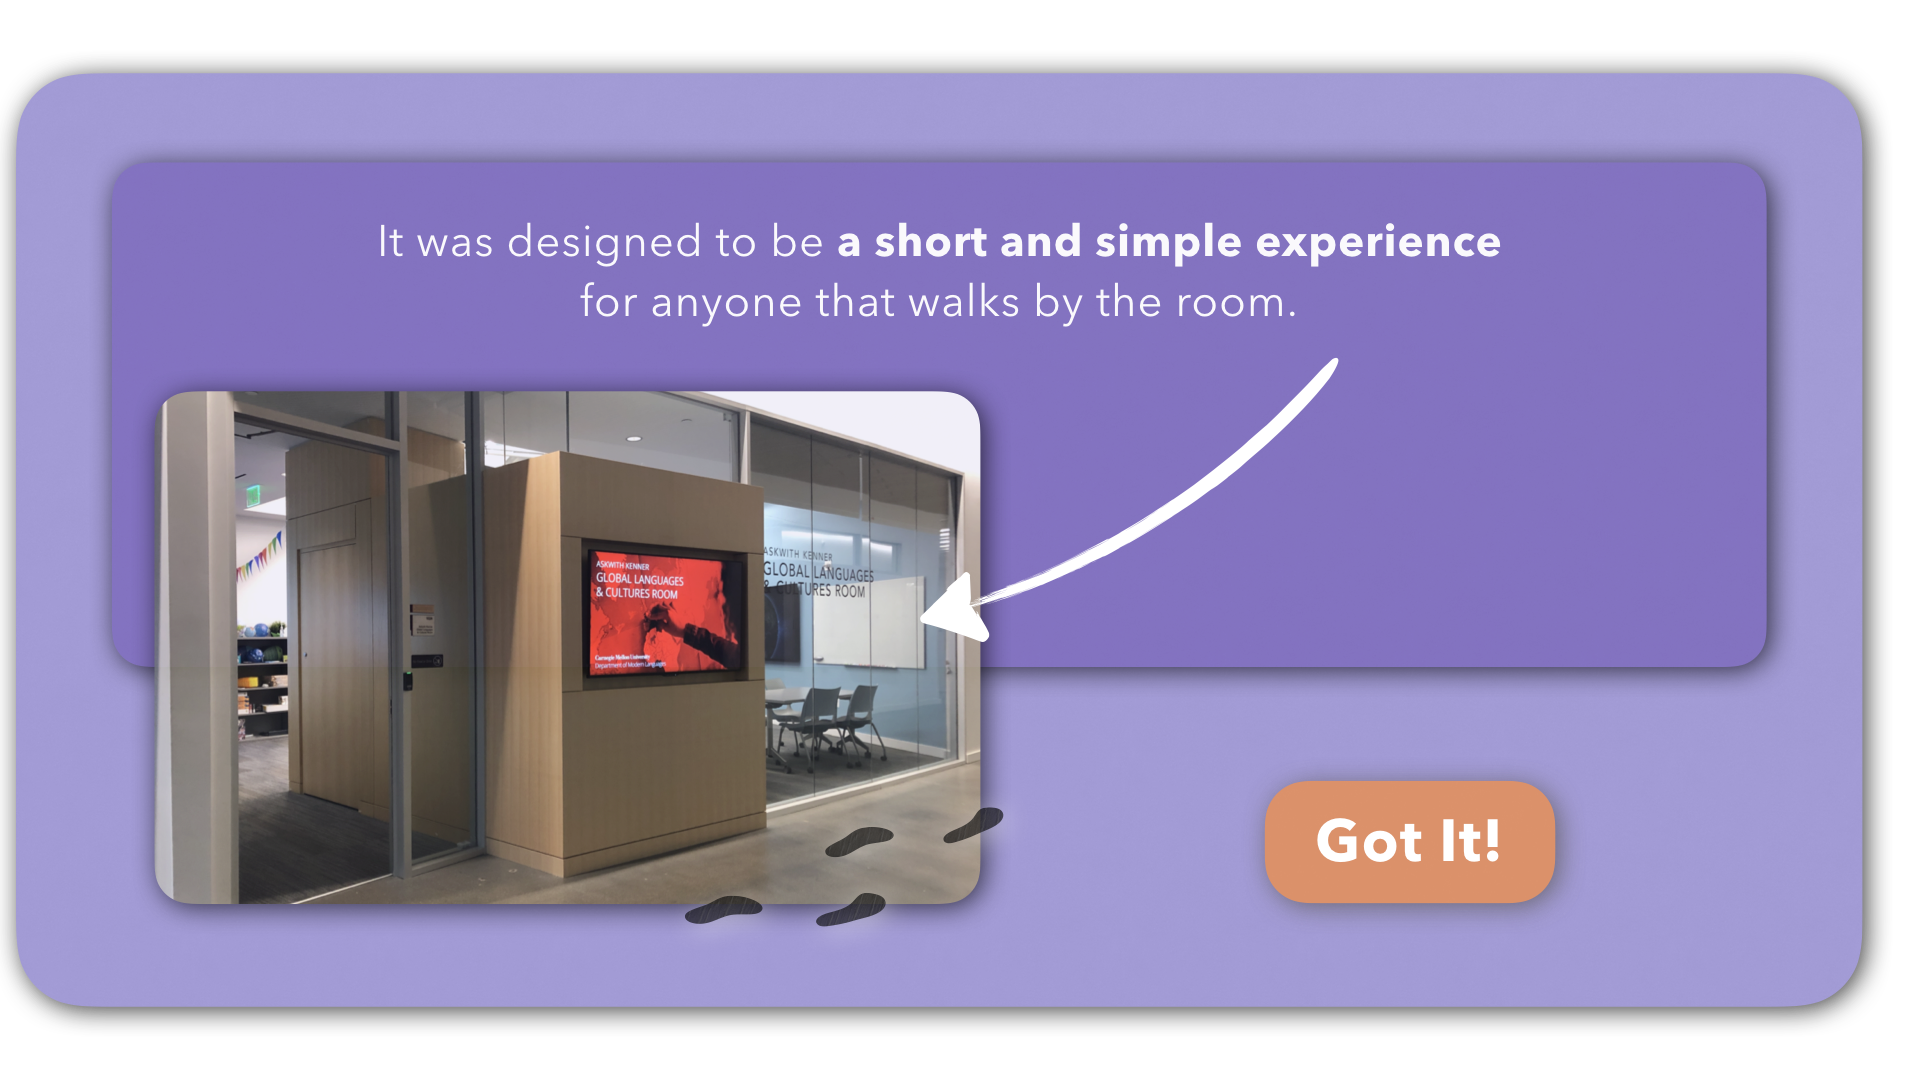 It was designed to be a short and simple experience
for anyone that walks by the room.
ASKWITH KENNER
GLOBAL LANGUAGES
& CULTURES ROOM
Carnegie Mellon University
Department of Modern Languages
ASKWITH KENNER
GLOBAL LANGUAGES
& CULTURES ROOM
Got It!